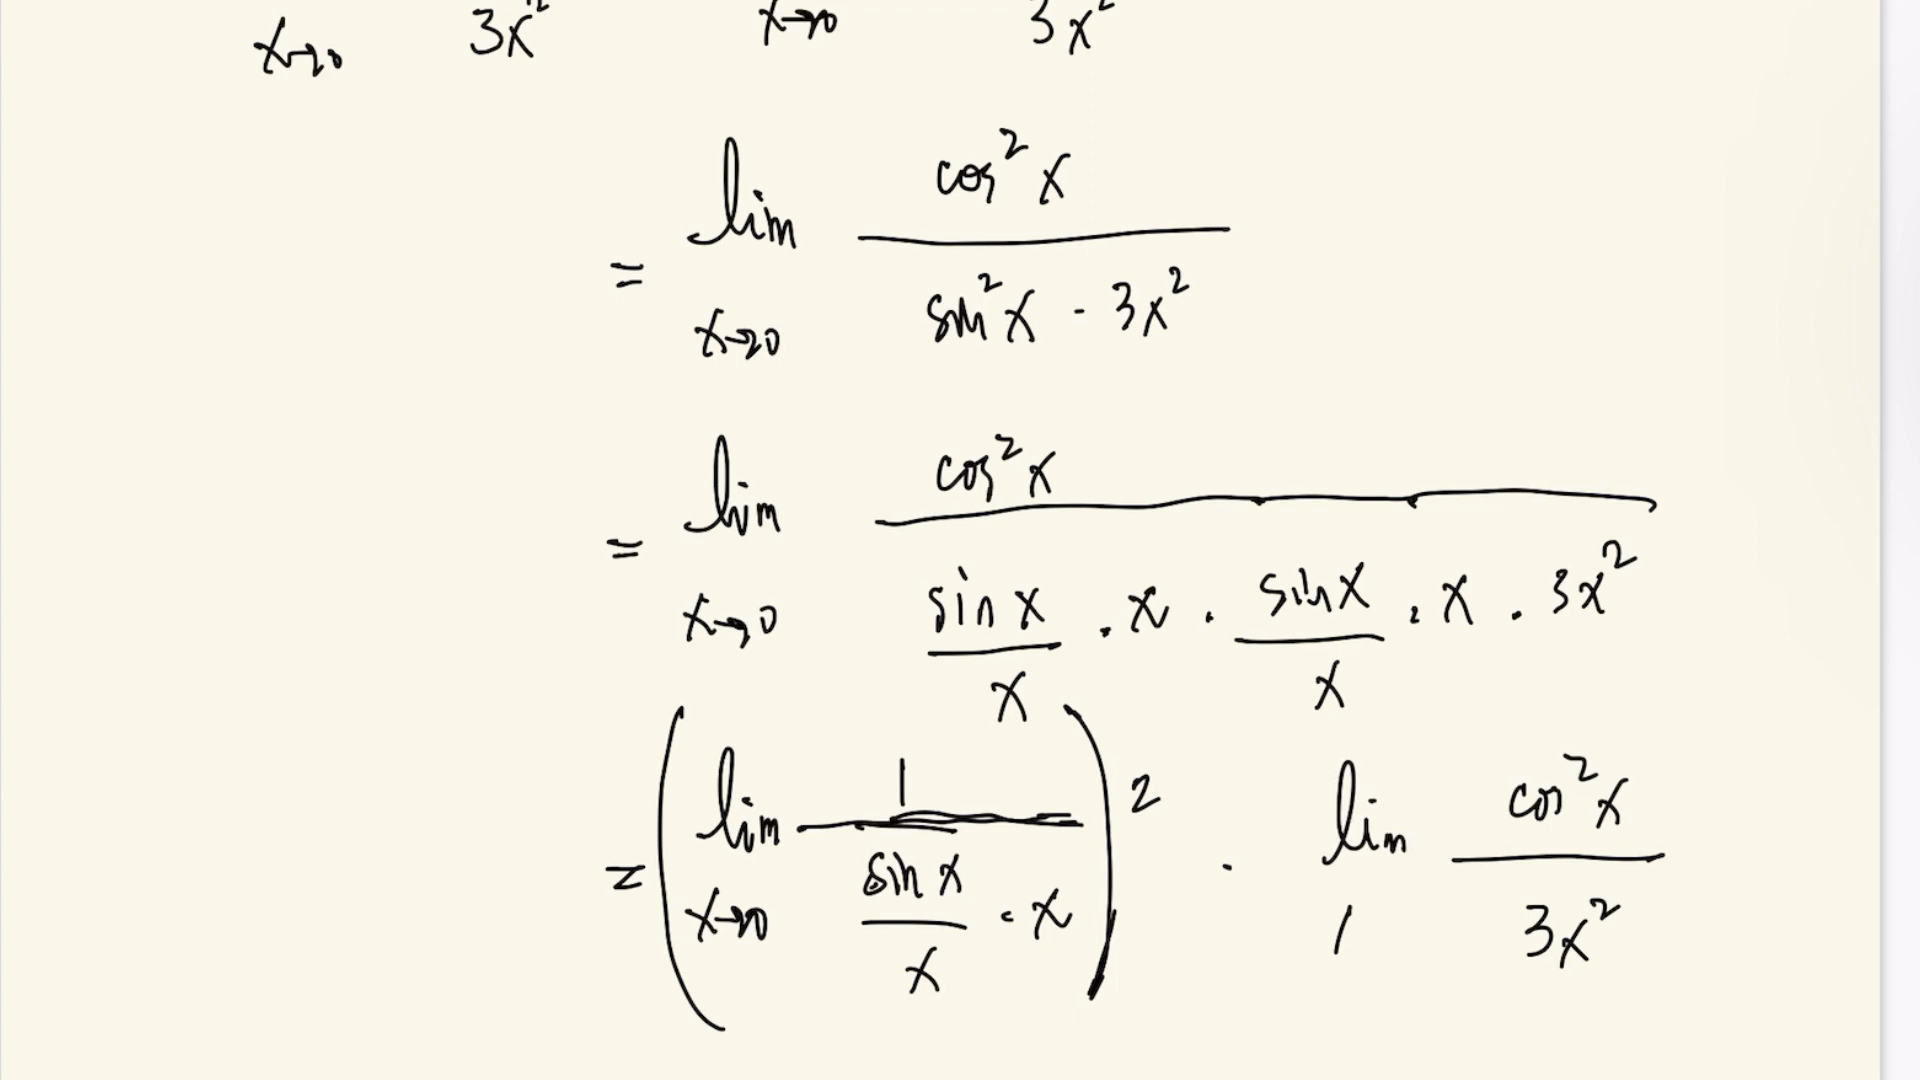 x→0 3x² x→0 3x²
= lim x→0 cos²x / (sin²x · 3x²)
= lim x→0 cos²x / (sin x / x · x · sin x / x · x · 3x²)
= (lim x→0 1 / (sin x / x · x))² · lim cos²x / 3x²